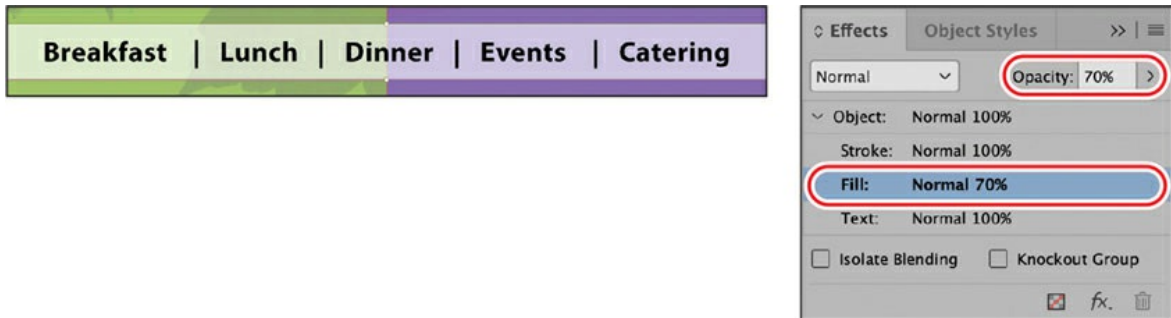 Breakfast | Lunch | Dinner | Events | Catering
Effects Object Styles
Normal Opacity: 70%
Object: Normal 100%
Stroke: Normal 100%
Fill: Normal 70%
Text: Normal 100%
Isolate Blending Knockout Group
fx.